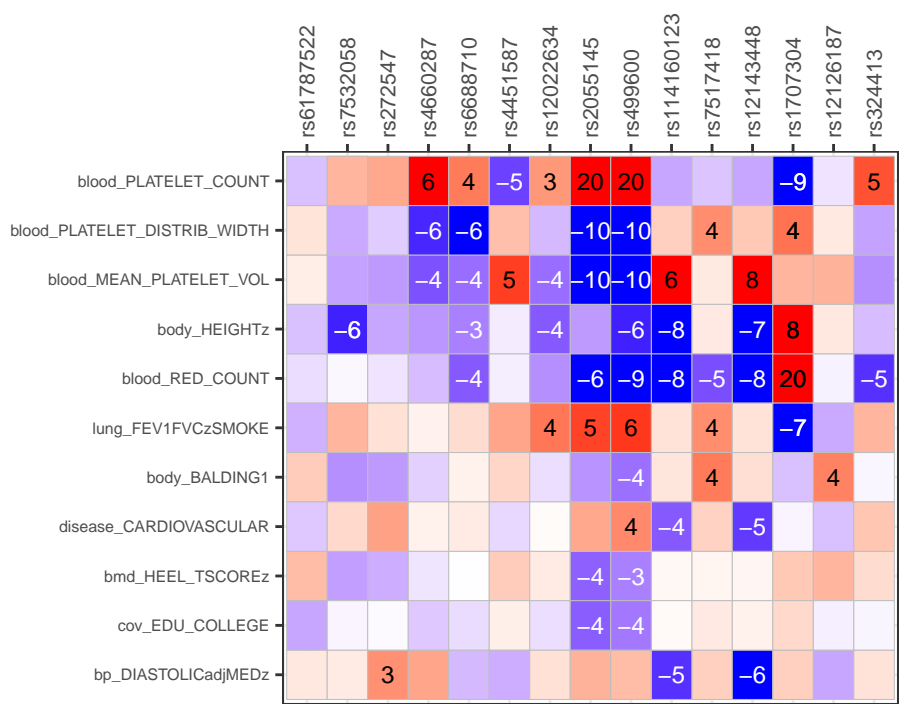 rs61787522 rs7532058 rs272547 rs4660287 rs6688710 rs4451587 rs12022634 rs2055145 rs499600 rs114160123 rs7517418 rs12143448 rs1707304 rs12126187 rs324413
blood_PLATELET_COUNT 6 4 −5 3 20 20 −9 5
blood_PLATELET_DISTRIB_WIDTH −6 −6 −10 −10 4 4
blood_MEAN_PLATELET_VOL −4 −4 5 −4 −10 −10 6 8
body_HEIGHTz −6 −3 −4 −6 −8 −7 8
blood_RED_COUNT −4 −6 −9 −8 −5 −8 20 −5
lung_FEV1FVCzSMOKE 4 5 6 4 −7
body_BALDING1 −4 4 4
disease_CARDIOVASCULAR 4 −4 −5
bmd_HEEL_TSCOREz −4 −3
cov_EDU_COLLEGE −4 −4
bp_DIASTOLICadjMEDz 3 −5 −6